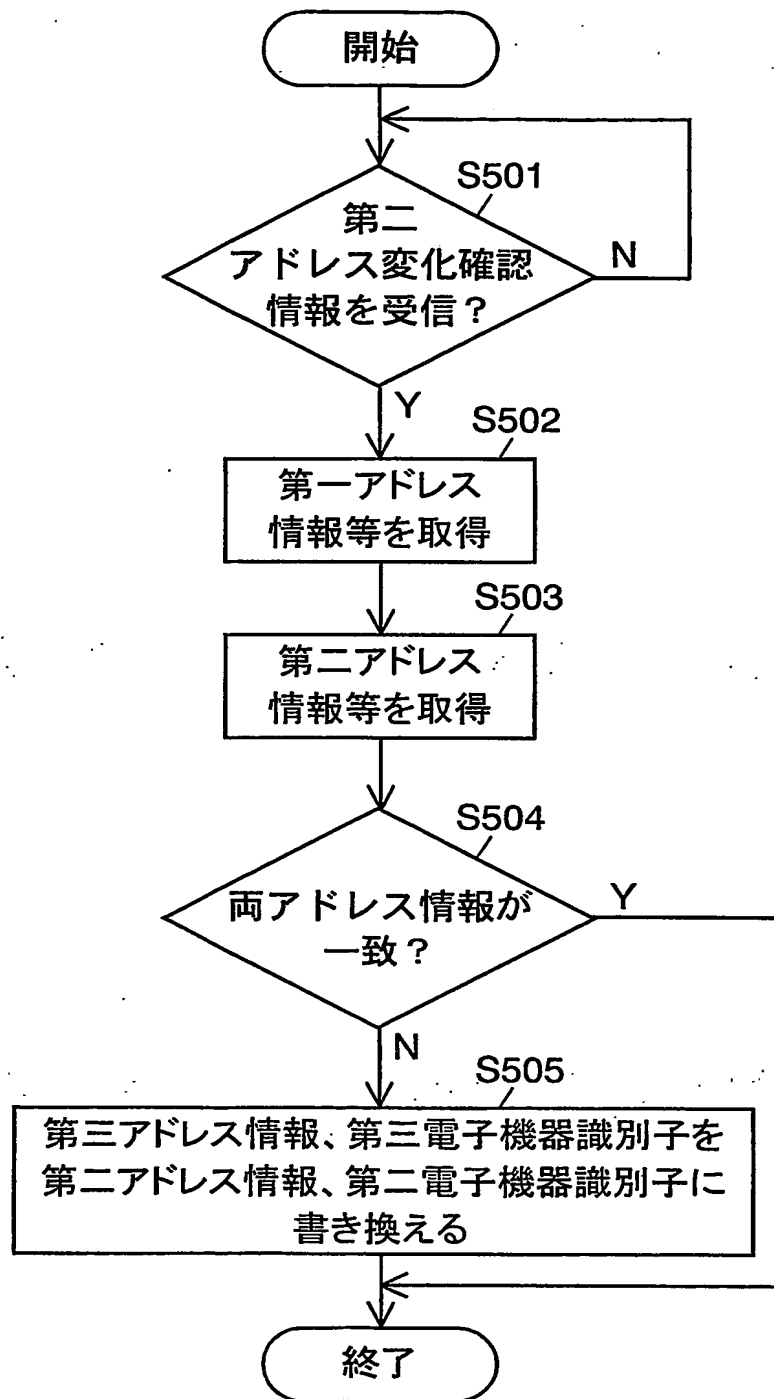 開始
S501
第二
アドレス変化確認
情報を受信？
N
Y
S502
第一アドレス
情報等を取得
S503
第二アドレス
情報等を取得
S504
両アドレス情報が
一致？
Y
N
S505
第三アドレス情報、第三電子機器識別子を
第二アドレス情報、第二電子機器識別子に
書き換える
終了